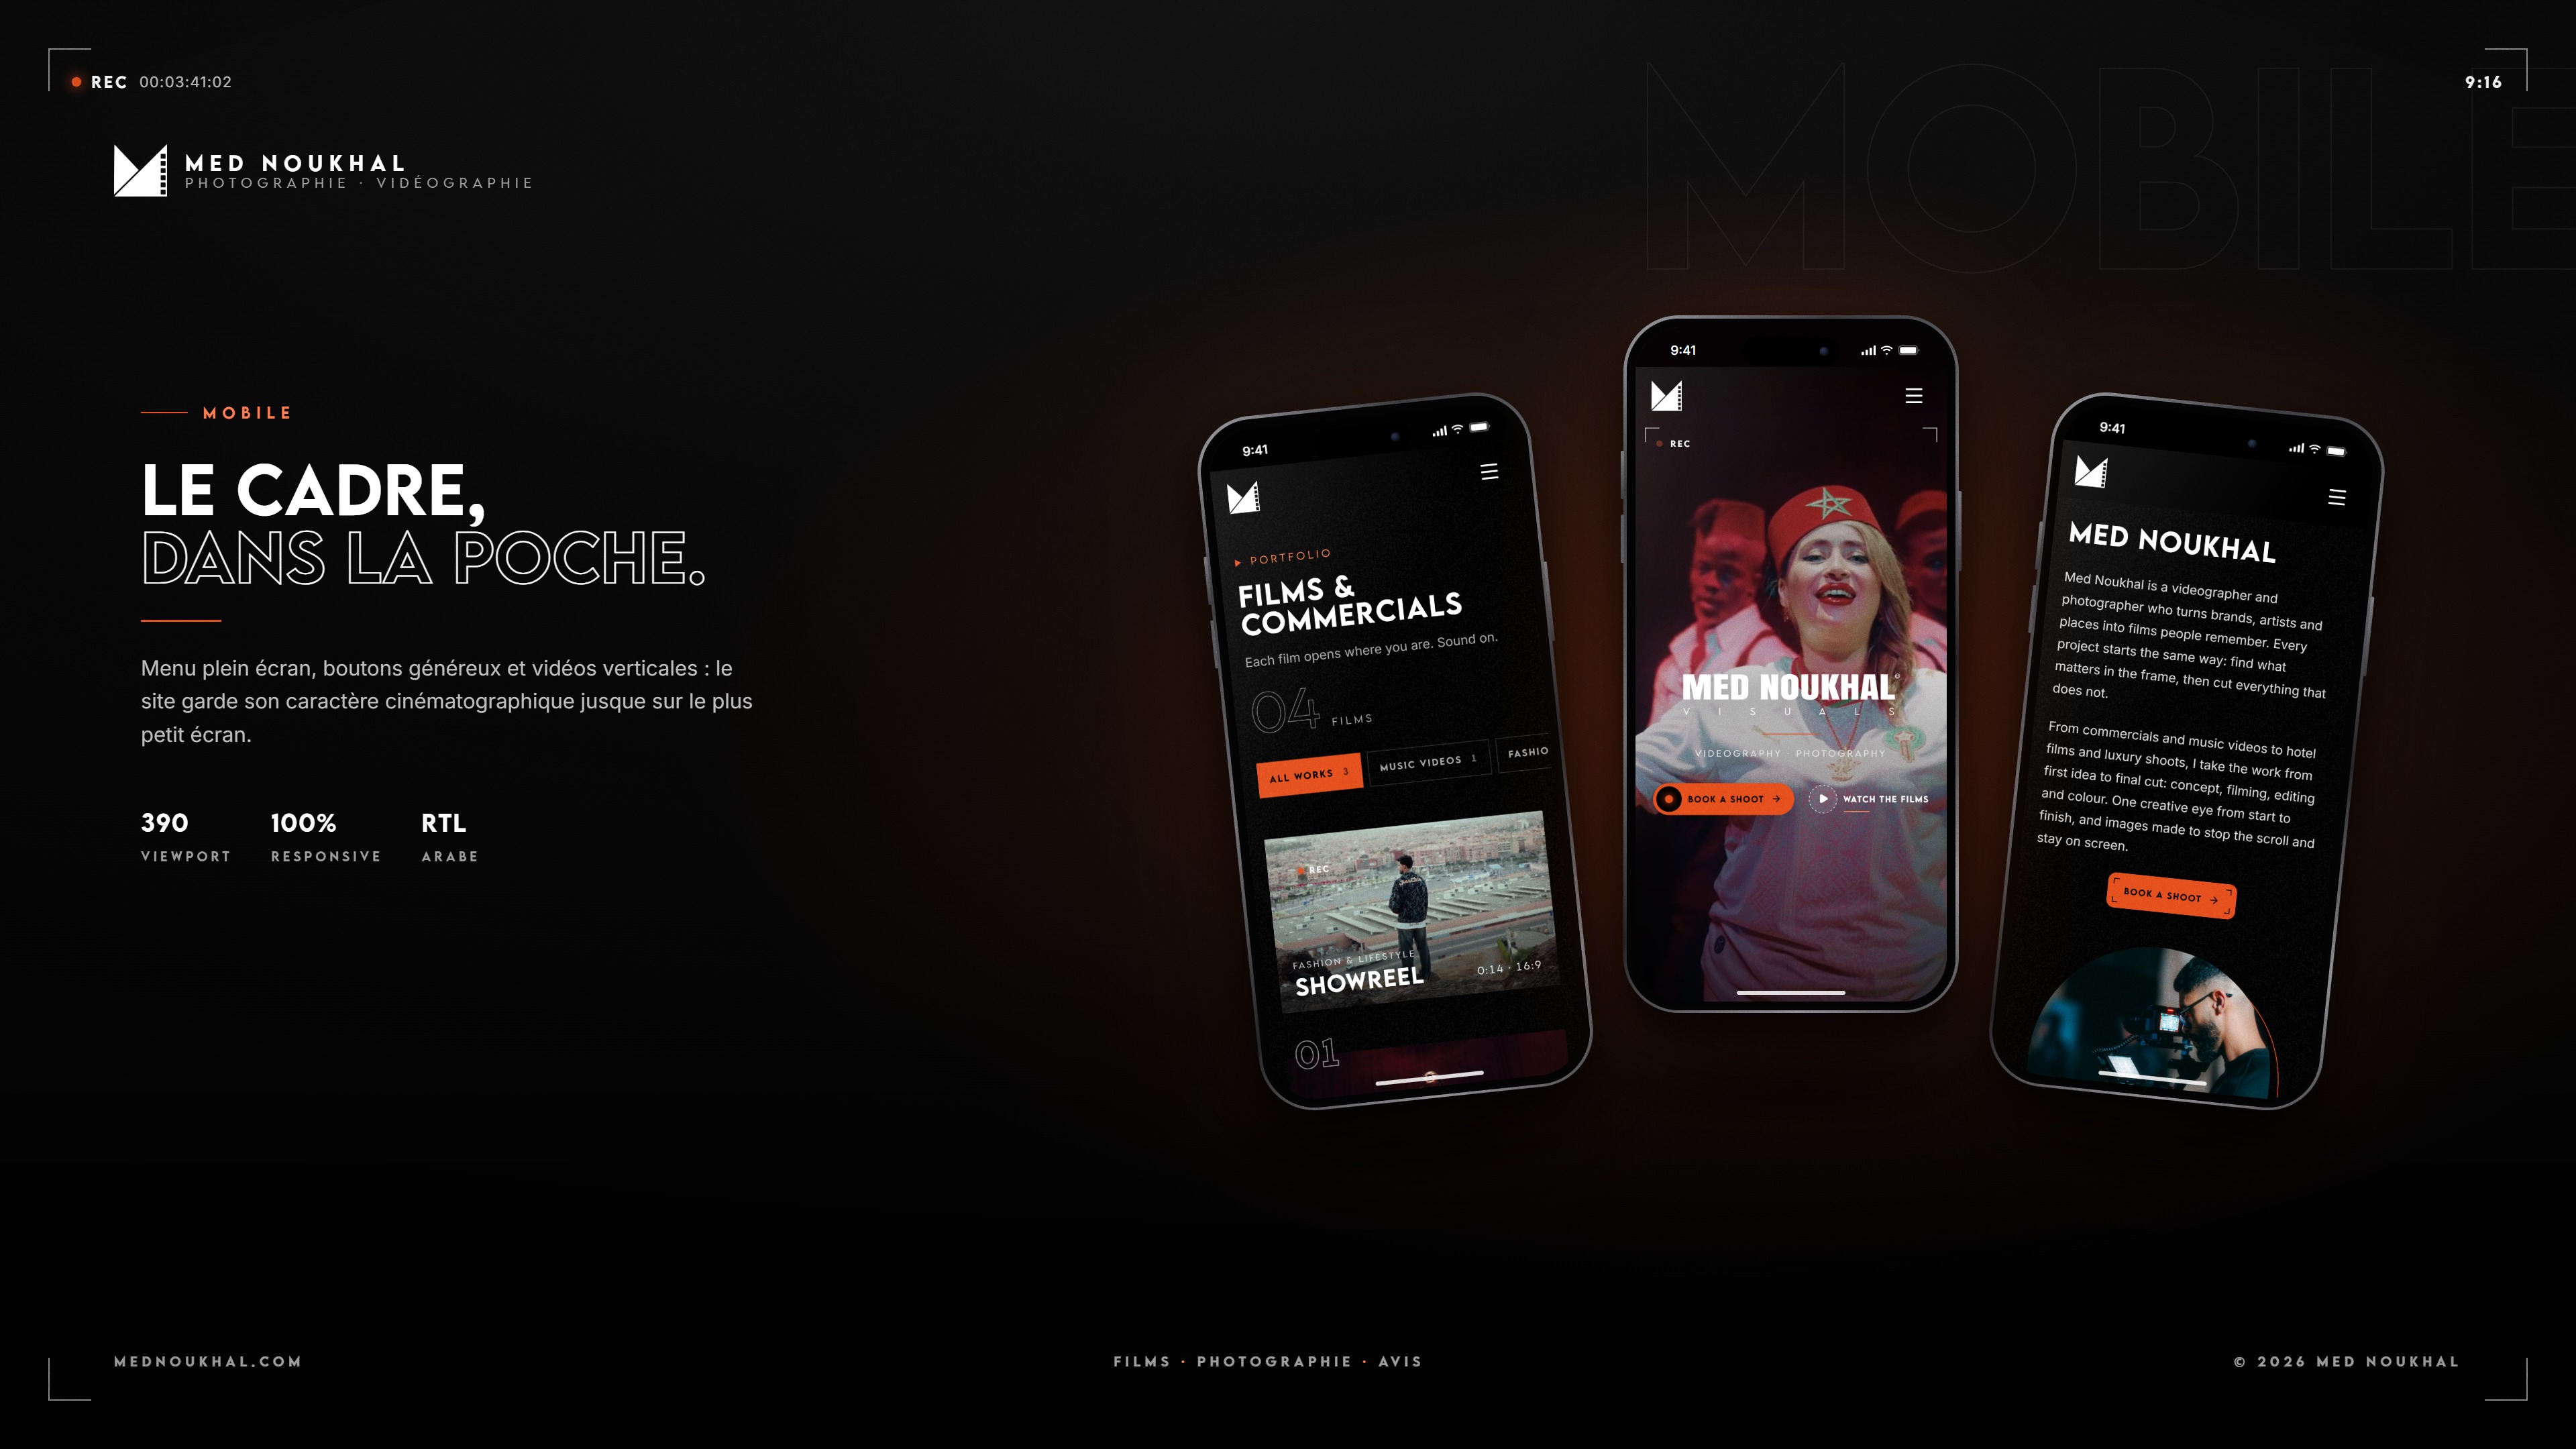 REC 00:03:41:02
9:16
MOBILE
MED NOUKHAL
PHOTOGRAPHIE · VIDÉOGRAPHIE
MOBILE
LE CADRE,
DANS LA POCHE.
Menu plein écran, boutons généreux et vidéos verticales : le
site garde son caractère cinématographique jusque sur le plus
petit écran.
390
VIEWPORT
100%
RESPONSIVE
RTL
ARABE
9:41
PORTFOLIO
FILMS &
COMMERCIALS
Each film opens where you are. Sound on.
04 FILMS
ALL WORKS 3
MUSIC VIDEOS 1
FASHIO
REC
FASHION & LIFESTYLE
SHOWREEL
0:14 · 16:9
01
9:41
REC
MED NOUKHAL
VISUALS
VIDEOGRAPHY · PHOTOGRAPHY
BOOK A SHOOT →
WATCH THE FILMS
9:41
MED NOUKHAL
Med Noukhal is a videographer and
photographer who turns brands, artists and
places into films people remember. Every
project starts the same way: find what
matters in the frame, then cut everything that
does not.
From commercials and music videos to hotel
films and luxury shoots, I take the work from
first idea to final cut: concept, filming, editing
and colour. One creative eye from start to
finish, and images made to stop the scroll and
stay on screen.
BOOK A SHOOT →
MEDNOUKHAL.COM
FILMS · PHOTOGRAPHIE · AVIS
© 2026 MED NOUKHAL